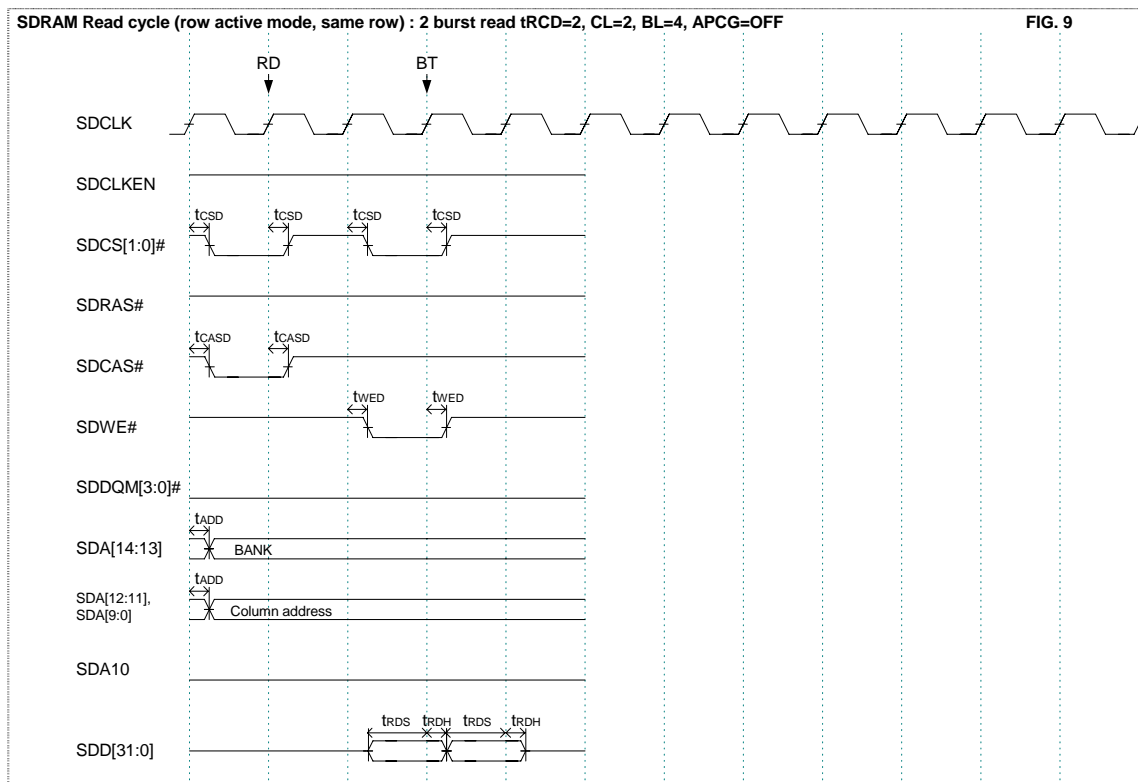 SDRAM Read cycle (row active mode, same row) : 2 burst read tRCD=2, CL=2, BL=4, APCG=OFF FIG. 9
RD BT
SDCLK
SDCLKEN
tCSD tCSD tCSD tCSD
SDCS[1:0]#
SDRAS#
tCASD tCASD
SDCAS#
tWED tWED
SDWE#
SDDQM[3:0]#
tADD
SDA[14:13] BANK
tADD
SDA[12:11],
SDA[9:0]
Column address
SDA10
tRDS tRDH tRDS tRDH
SDD[31:0]